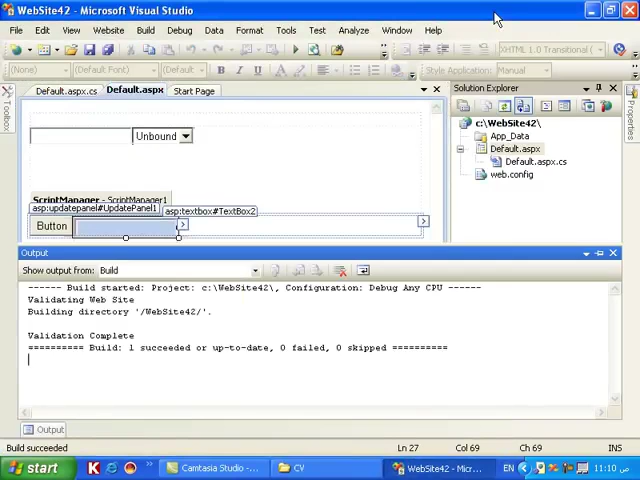 WebSite42 - Microsoft Visual Studio
File Edit View Website Build Debug Data Format Tools Test Analyze Window Help
XHTML 1.0 Transitional (
(None) (Default Font) (Default Style Application: Manual
Default.aspx.cs Default.aspx Start Page
Toolbox
Unbound
ScriptManager - ScriptManager1
asp:updatepanel#UpdatePanel1 asp:textbox#TextBox2
Button
Solution Explorer
c:\WebSite42\
App_Data
Default.aspx
Default.aspx.cs
web.config
Properties
Output
Show output from: Build
------ Build started: Project: c:\WebSite42\, Configuration: Debug Any CPU ------
Validating Web Site
Building directory '/WebSite42/'.
Validation Complete
========== Build: 1 succeeded or up-to-date, 0 failed, 0 skipped ==========
Output
Build succeeded Ln 27 Col 69 Ch 69 INS
start Camtasia Studio -... CV WebSite42 - Micr... EN 11:10 ص